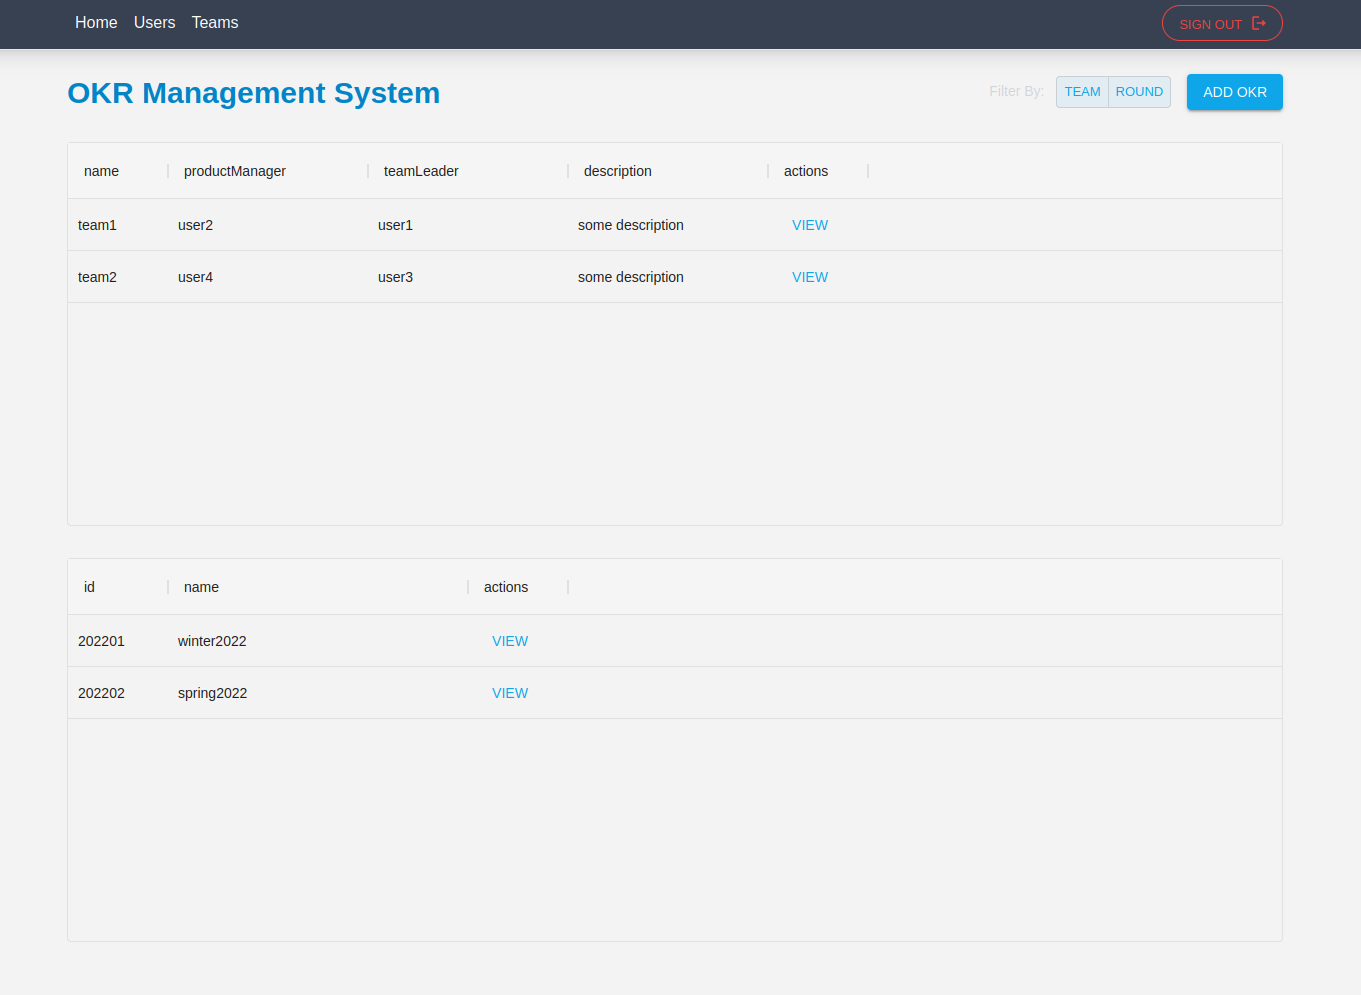 Home Users Teams SIGN OUT
OKR Management System Filter By: TEAM ROUND ADD OKR
name productManager teamLeader description actions
team1 user2 user1 some description VIEW
team2 user4 user3 some description VIEW
id name actions
202201 winter2022 VIEW
202202 spring2022 VIEW